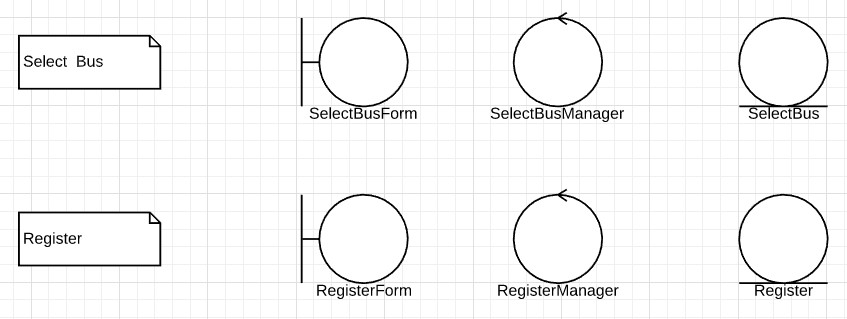 Select  Bus
SelectBusForm
SelectBusManager
SelectBus
Register
RegisterForm
RegisterManager
Register